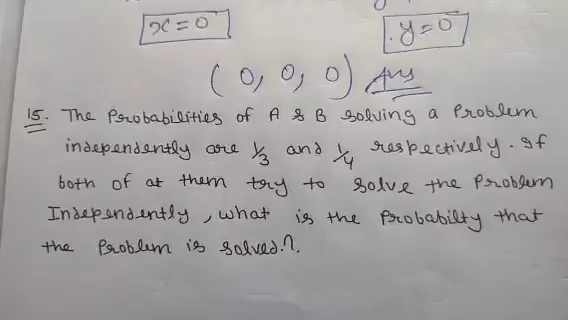 x=0
.y=0
(0, 0, 0) Ans
15. The Probabilities of A & B solving a Problem
independently are 1/3 and 1/4 respectively. If
both of at them try to solve the Problem
Independently, what is the Probabilty that
the Problem is solved.?.